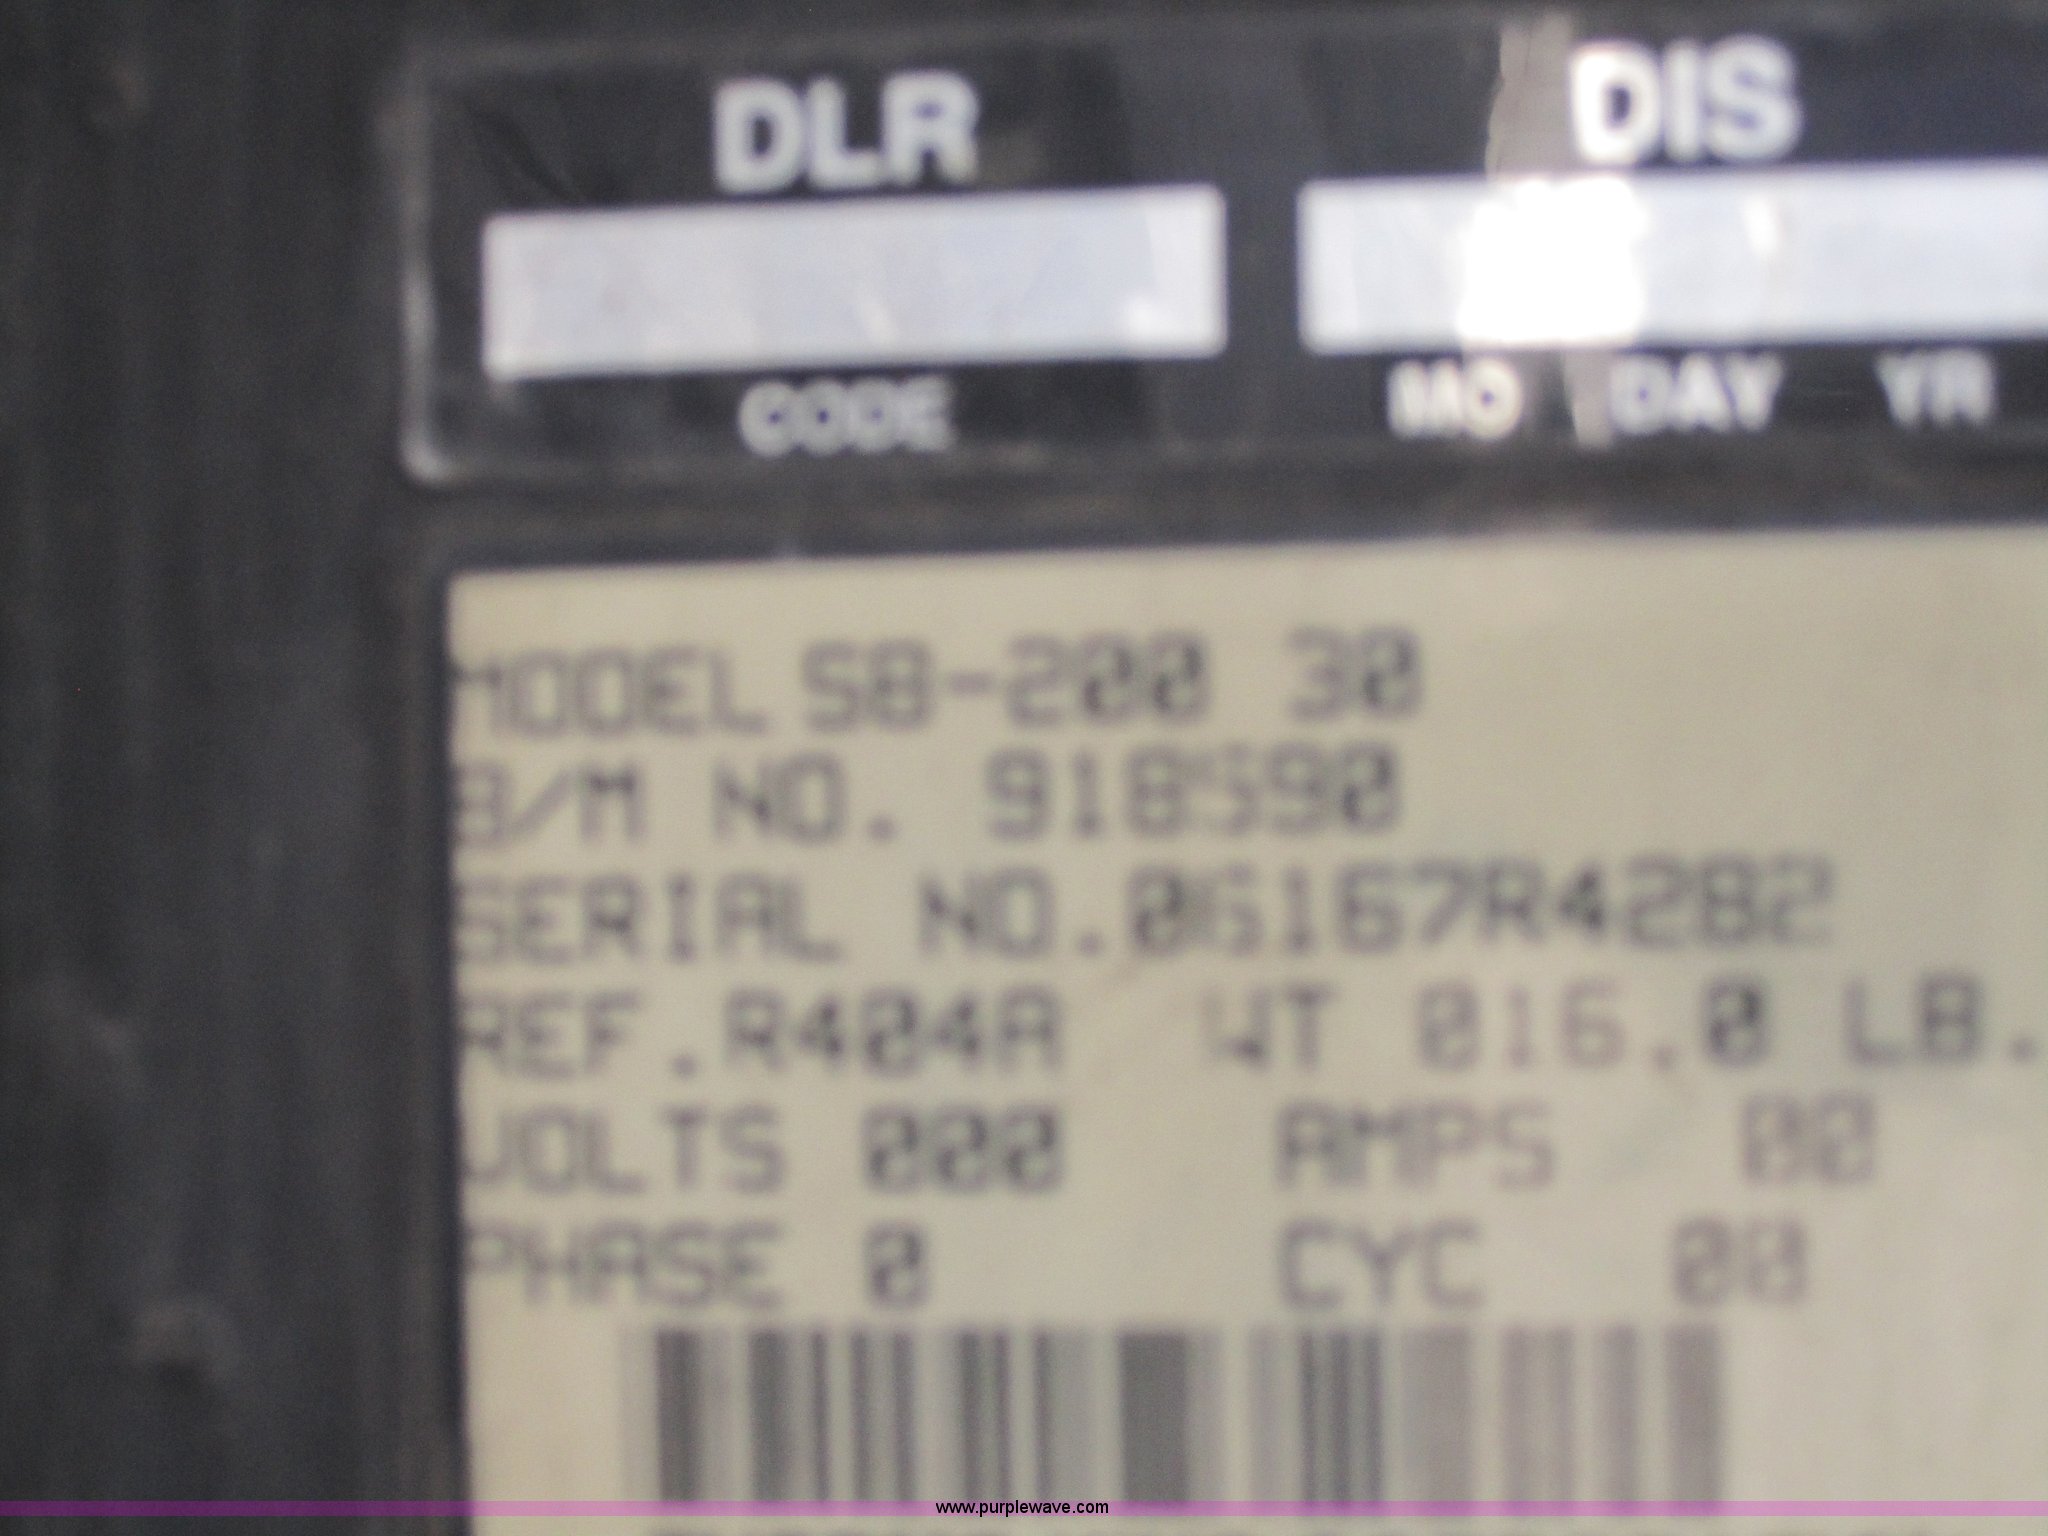 DLR DIS
CODE MO DAY YR
MODEL SB-200 30
B/M NO. 918590
SERIAL NO.06167R4282
REF.R404A WT 016.0 LB.
VOLTS 000 AMPS 00
PHASE 0 CYC 00
www.purplewave.com